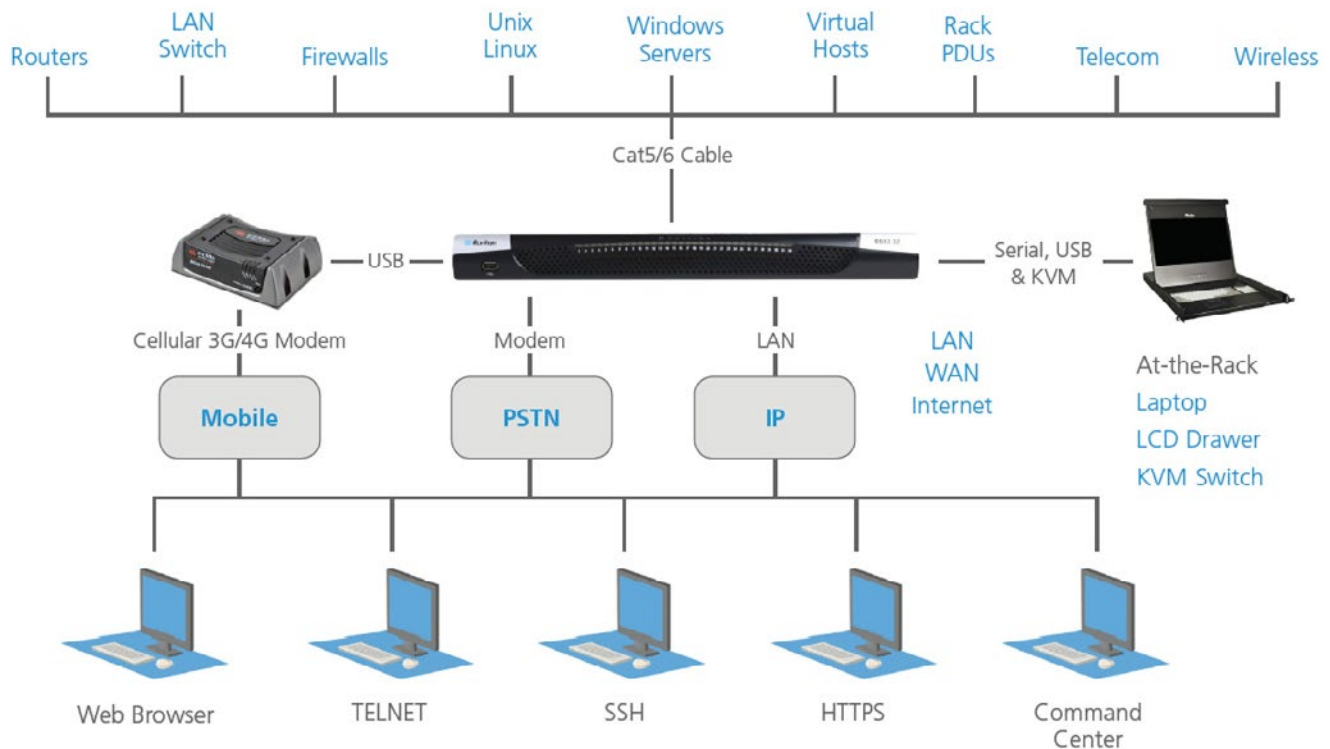 Routers
LAN
Switch
Firewalls
Unix
Linux
Windows
Servers
Virtual
Hosts
Rack
PDUs
Telecom
Wireless
Cat5/6 Cable
Raritan
USB
Serial, USB
& KVM
Cellular 3G/4G Modem
Modem
LAN
LAN
WAN
Internet
At-the-Rack
Laptop
LCD Drawer
KVM Switch
Mobile
PSTN
IP
Web Browser
TELNET
SSH
HTTPS
Command
Center